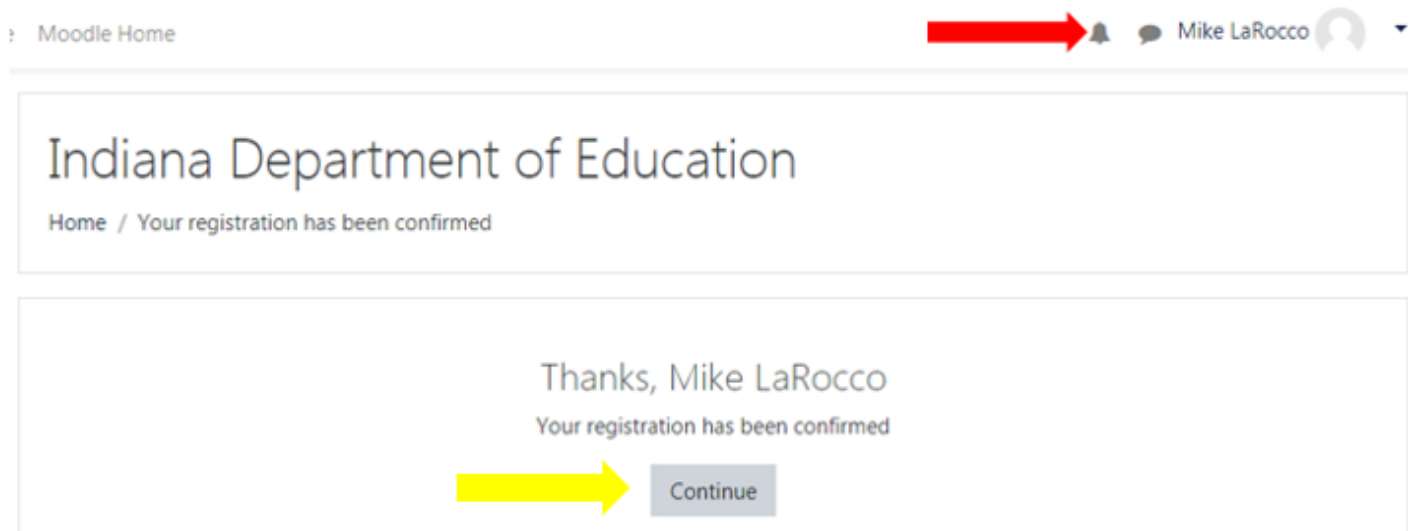 Moodle Home
Mike LaRocco
Indiana Department of Education
Home / Your registration has been confirmed
Thanks, Mike LaRocco
Your registration has been confirmed
Continue